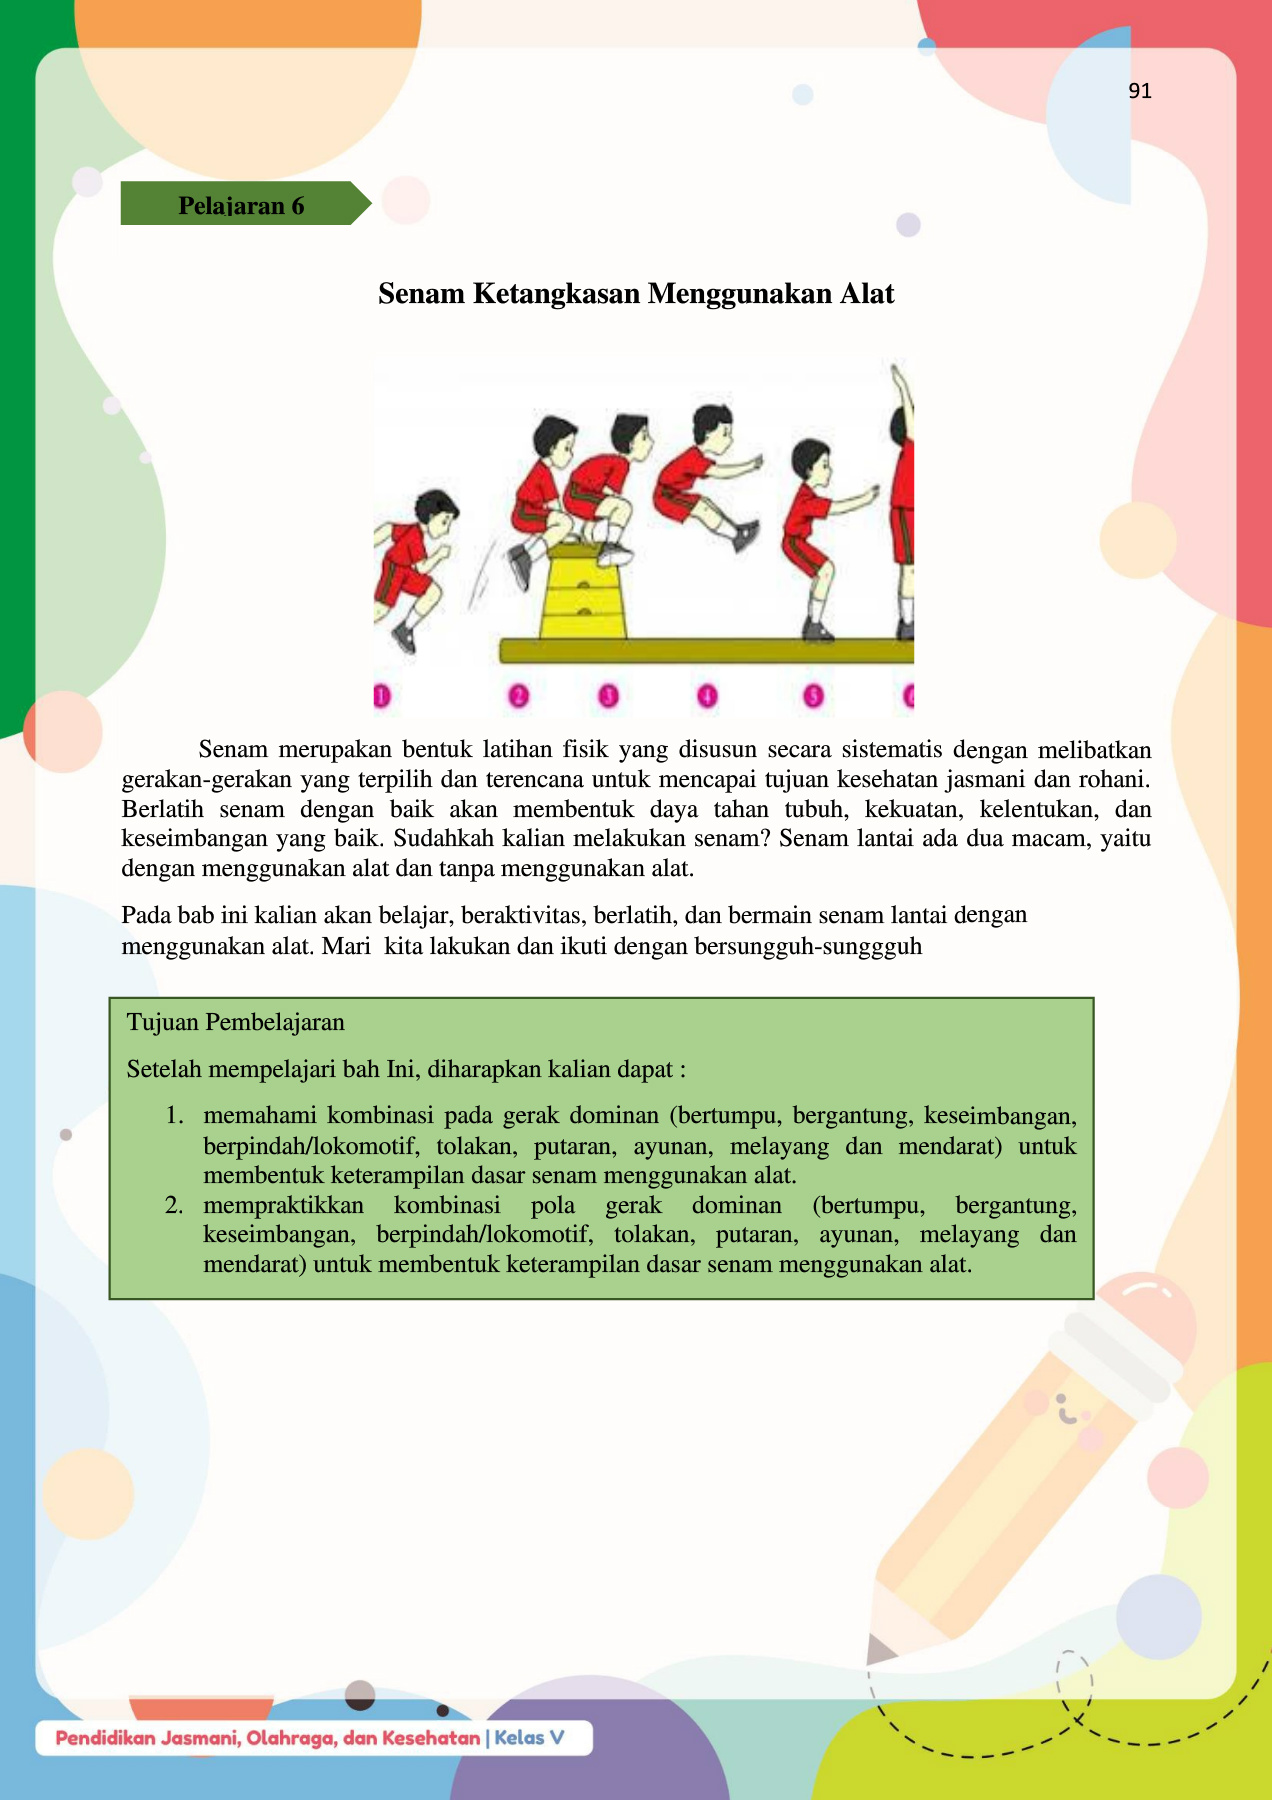 91
Pelajaran 6
Senam Ketangkasan Menggunakan Alat
1 2 3 4 5
Senam merupakan bentuk latihan fisik yang disusun secara sistematis dengan melibatkan
gerakan-gerakan yang terpilih dan terencana untuk mencapai tujuan kesehatan jasmani dan rohani.
Berlatih senam dengan baik akan membentuk daya tahan tubuh, kekuatan, kelentukan, dan
keseimbangan yang baik. Sudahkah kalian melakukan senam? Senam lantai ada dua macam, yaitu
dengan menggunakan alat dan tanpa menggunakan alat.
Pada bab ini kalian akan belajar, beraktivitas, berlatih, dan bermain senam lantai dengan
menggunakan alat. Mari kita lakukan dan ikuti dengan bersungguh-sunggguh
Tujuan Pembelajaran
Setelah mempelajari bah Ini, diharapkan kalian dapat :
1. memahami kombinasi pada gerak dominan (bertumpu, bergantung, keseimbangan,
berpindah/lokomotif, tolakan, putaran, ayunan, melayang dan mendarat) untuk
membentuk keterampilan dasar senam menggunakan alat.
2. mempraktikkan kombinasi pola gerak dominan (bertumpu, bergantung,
keseimbangan, berpindah/lokomotif, tolakan, putaran, ayunan, melayang dan
mendarat) untuk membentuk keterampilan dasar senam menggunakan alat.
Pendidikan Jasmani, Olahraga, dan Kesehatan | Kelas V